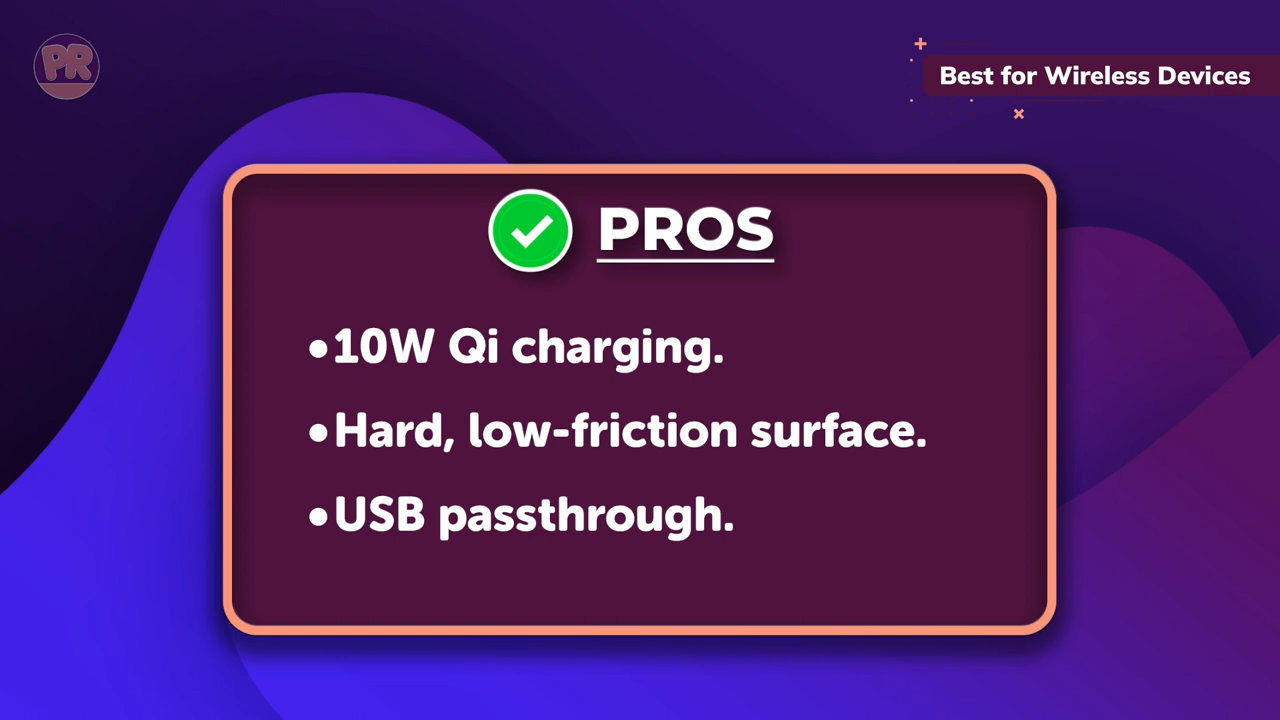 PR
Best for Wireless Devices
PROS
•10W Qi charging.
•Hard, low-friction surface.
•USB passthrough.